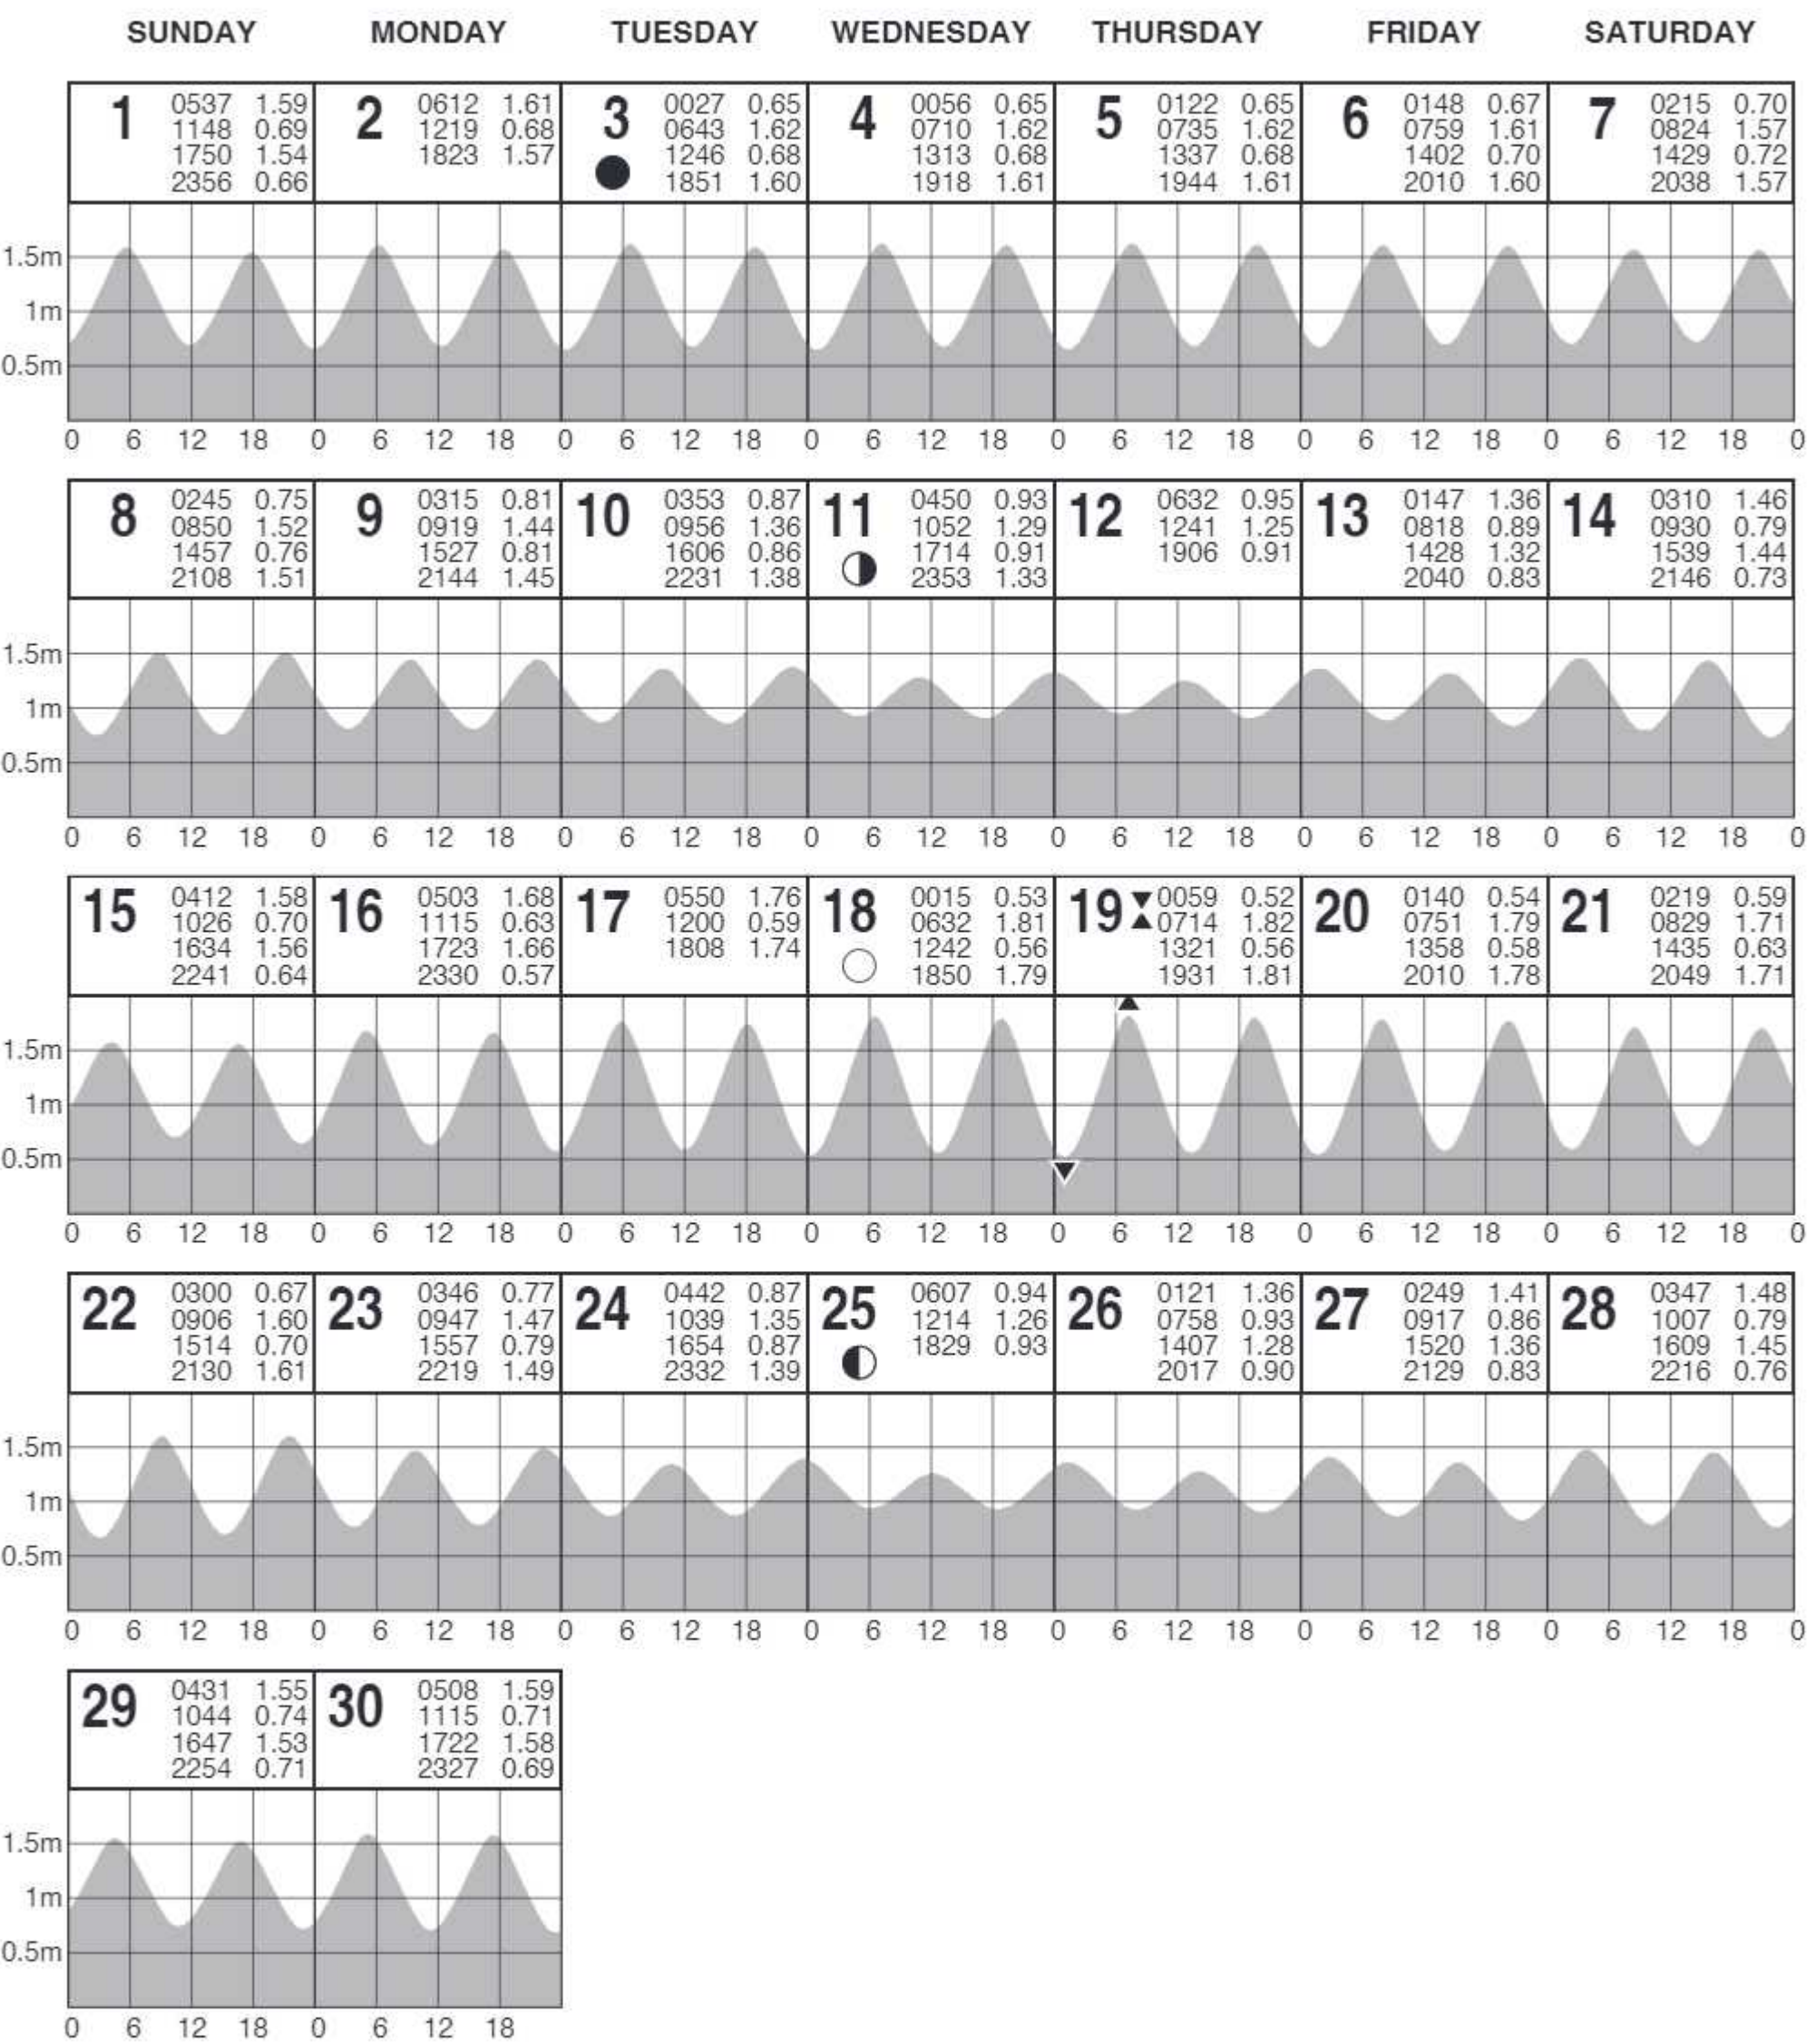 SUNDAY MONDAY TUESDAY WEDNESDAY THURSDAY FRIDAY SATURDAY
1 0537 1.59
1148 0.69
1750 1.54
2356 0.66
2 0612 1.61
1219 0.68
1823 1.57
3 0027 0.65
0643 1.62
1246 0.68
1851 1.60
4 0056 0.65
0710 1.62
1313 0.68
1918 1.61
5 0122 0.65
0735 1.62
1337 0.68
1944 1.61
6 0148 0.67
0759 1.61
1402 0.70
2010 1.60
7 0215 0.70
0824 1.57
1429 0.72
2038 1.57
1.5m
1m
0.5m
0 6 12 18 0 6 12 18 0 6 12 18 0 6 12 18 0 6 12 18 0 6 12 18 0 6 12 18 0
8 0245 0.75
0850 1.52
1457 0.76
2108 1.51
9 0315 0.81
0919 1.44
1527 0.81
2144 1.45
10 0353 0.87
0956 1.36
1606 0.86
2231 1.38
11 0450 0.93
1052 1.29
1714 0.91
2353 1.33
12 0632 0.95
1241 1.25
1906 0.91
13 0147 1.36
0818 0.89
1428 1.32
2040 0.83
14 0310 1.46
0930 0.79
1539 1.44
2146 0.73
1.5m
1m
0.5m
0 6 12 18 0 6 12 18 0 6 12 18 0 6 12 18 0 6 12 18 0 6 12 18 0 6 12 18 0
15 0412 1.58
1026 0.70
1634 1.56
2241 0.64
16 0503 1.68
1115 0.63
1723 1.66
2330 0.57
17 0550 1.76
1200 0.59
1808 1.74
18 0015 0.53
0632 1.81
1242 0.56
1850 1.79
19 0059 0.52
0714 1.82
1321 0.56
1931 1.81
20 0140 0.54
0751 1.79
1358 0.58
2010 1.78
21 0219 0.59
0829 1.71
1435 0.63
2049 1.71
1.5m
1m
0.5m
0 6 12 18 0 6 12 18 0 6 12 18 0 6 12 18 0 6 12 18 0 6 12 18 0 6 12 18 0
22 0300 0.67
0906 1.60
1514 0.70
2130 1.61
23 0346 0.77
0947 1.47
1557 0.79
2219 1.49
24 0442 0.87
1039 1.35
1654 0.87
2332 1.39
25 0607 0.94
1214 1.26
1829 0.93
26 0121 1.36
0758 0.93
1407 1.28
2017 0.90
27 0249 1.41
0917 0.86
1520 1.36
2129 0.83
28 0347 1.48
1007 0.79
1609 1.45
2216 0.76
1.5m
1m
0.5m
0 6 12 18 0 6 12 18 0 6 12 18 0 6 12 18 0 6 12 18 0 6 12 18 0 6 12 18 0
29 0431 1.55
1044 0.74
1647 1.53
2254 0.71
30 0508 1.59
1115 0.71
1722 1.58
2327 0.69
1.5m
1m
0.5m
0 6 12 18 0 6 12 18